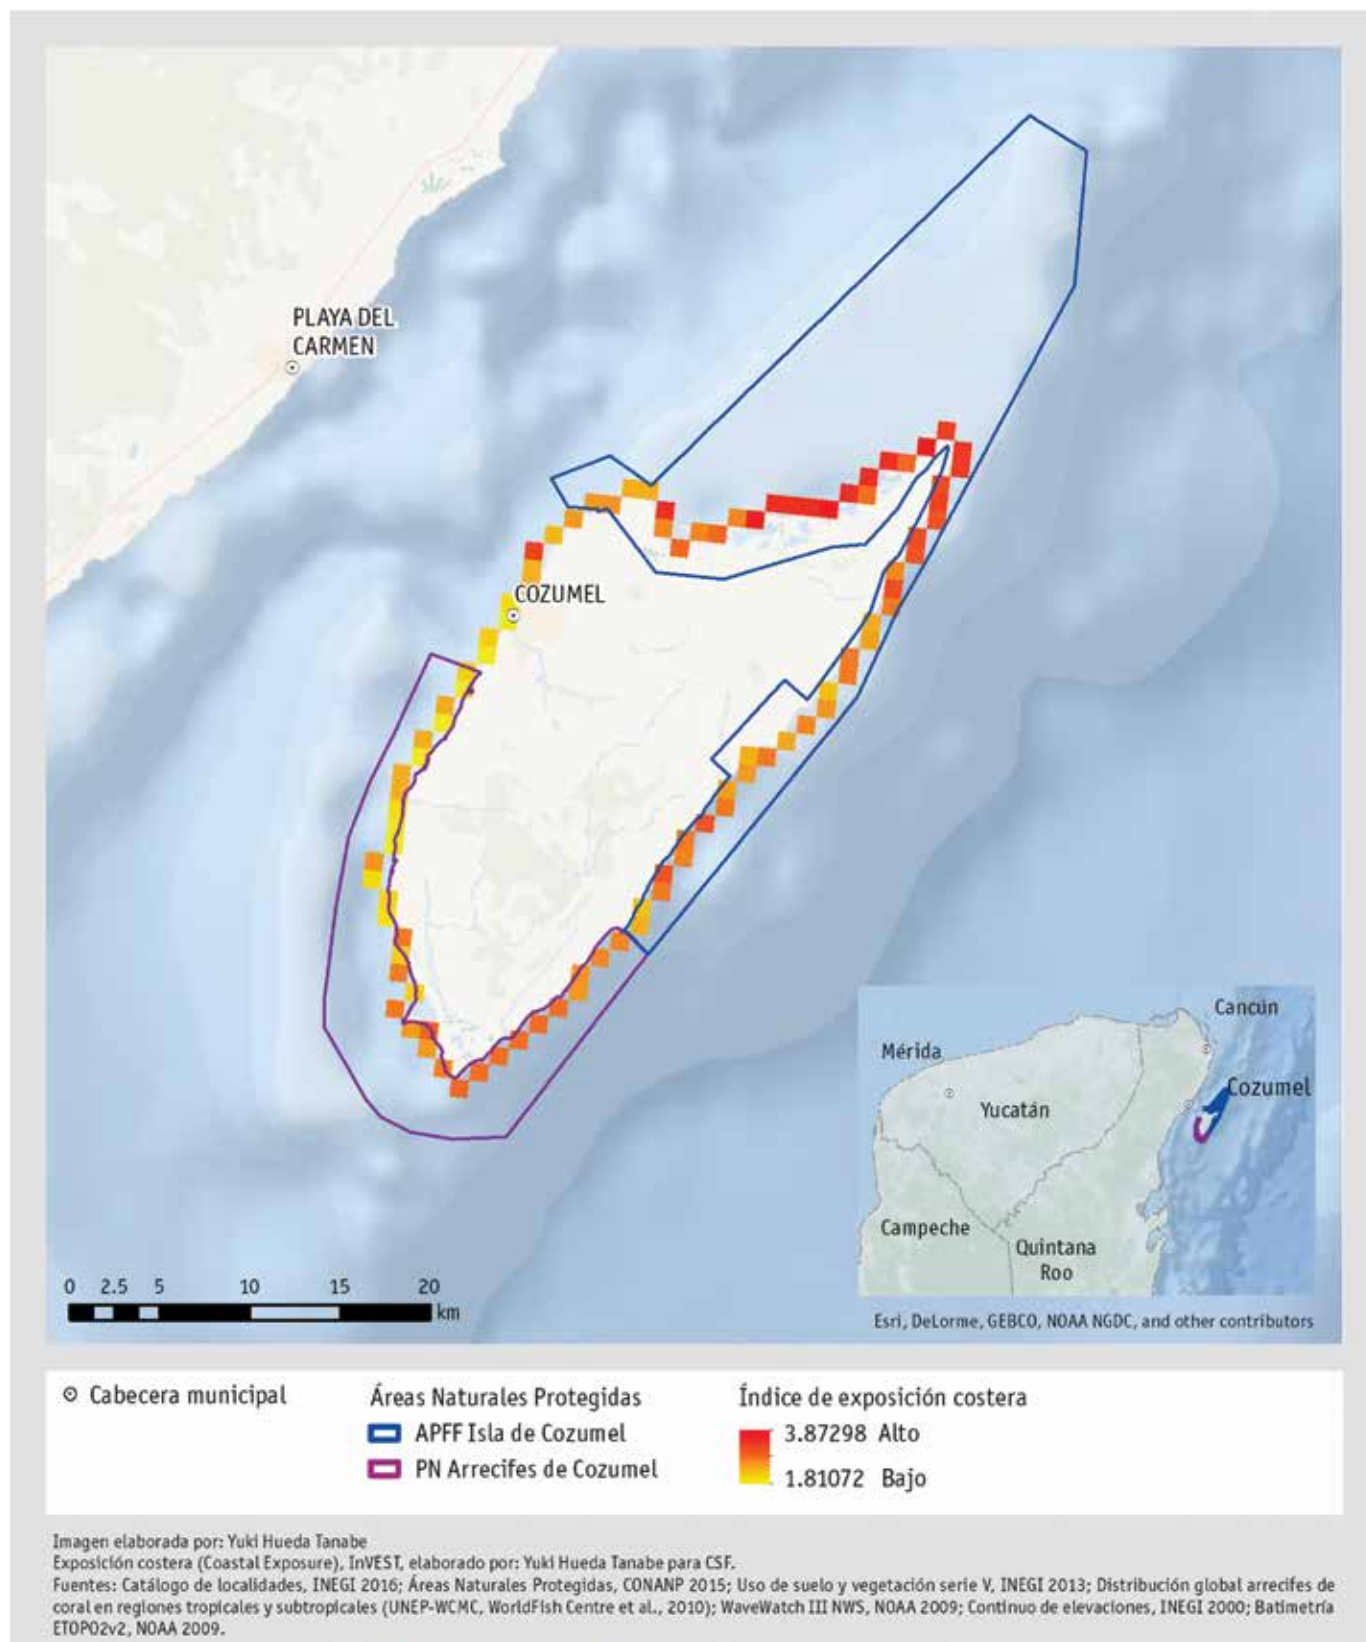 PLAYA DEL
CARMEN
COZUMEL
Cancún
Mérida
Cozumel
Yucatán
Campeche
Quintana
Roo
0 2.5 5 10 15 20
km
Esri, DeLorme, GEBCO, NOAA NGDC, and other contributors
Cabecera municipal
Áreas Naturales Protegidas
APFF Isla de Cozumel
PN Arrecifes de Cozumel
Índice de exposición costera
3.87298 Alto
1.81072 Bajo
Imagen elaborada por: Yuki Hueda Tanabe
Exposición costera (Coastal Exposure), InVEST, elaborado por: Yuki Hueda Tanabe para CSF.
Fuentes: Catálogo de localidades, INEGI 2016; Áreas Naturales Protegidas, CONANP 2015; Uso de suelo y vegetación serie V, INEGI 2013; Distribución global arrecifes de
coral en regiones tropicales y subtropicales (UNEP-WCMC, WorldFish Centre et al., 2010); WaveWatch III NWS, NOAA 2009; Continuo de elevaciones, INEGI 2000; Batimetría
ETOPO2v2, NOAA 2009.